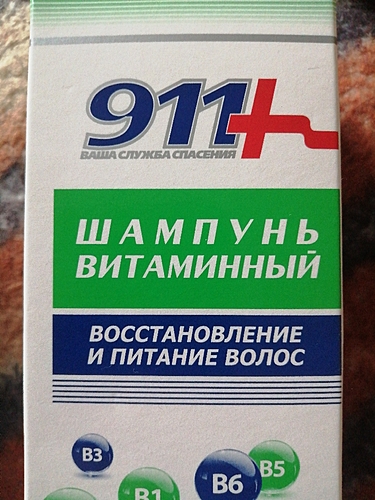 911+
ВАША СЛУЖБА СПАСЕНИЯ
ШАМПУНЬ
ВИТАМИННЫЙ
ВОССТАНОВЛЕНИЕ
И ПИТАНИЕ ВОЛОС
B3
B5
B6
B1